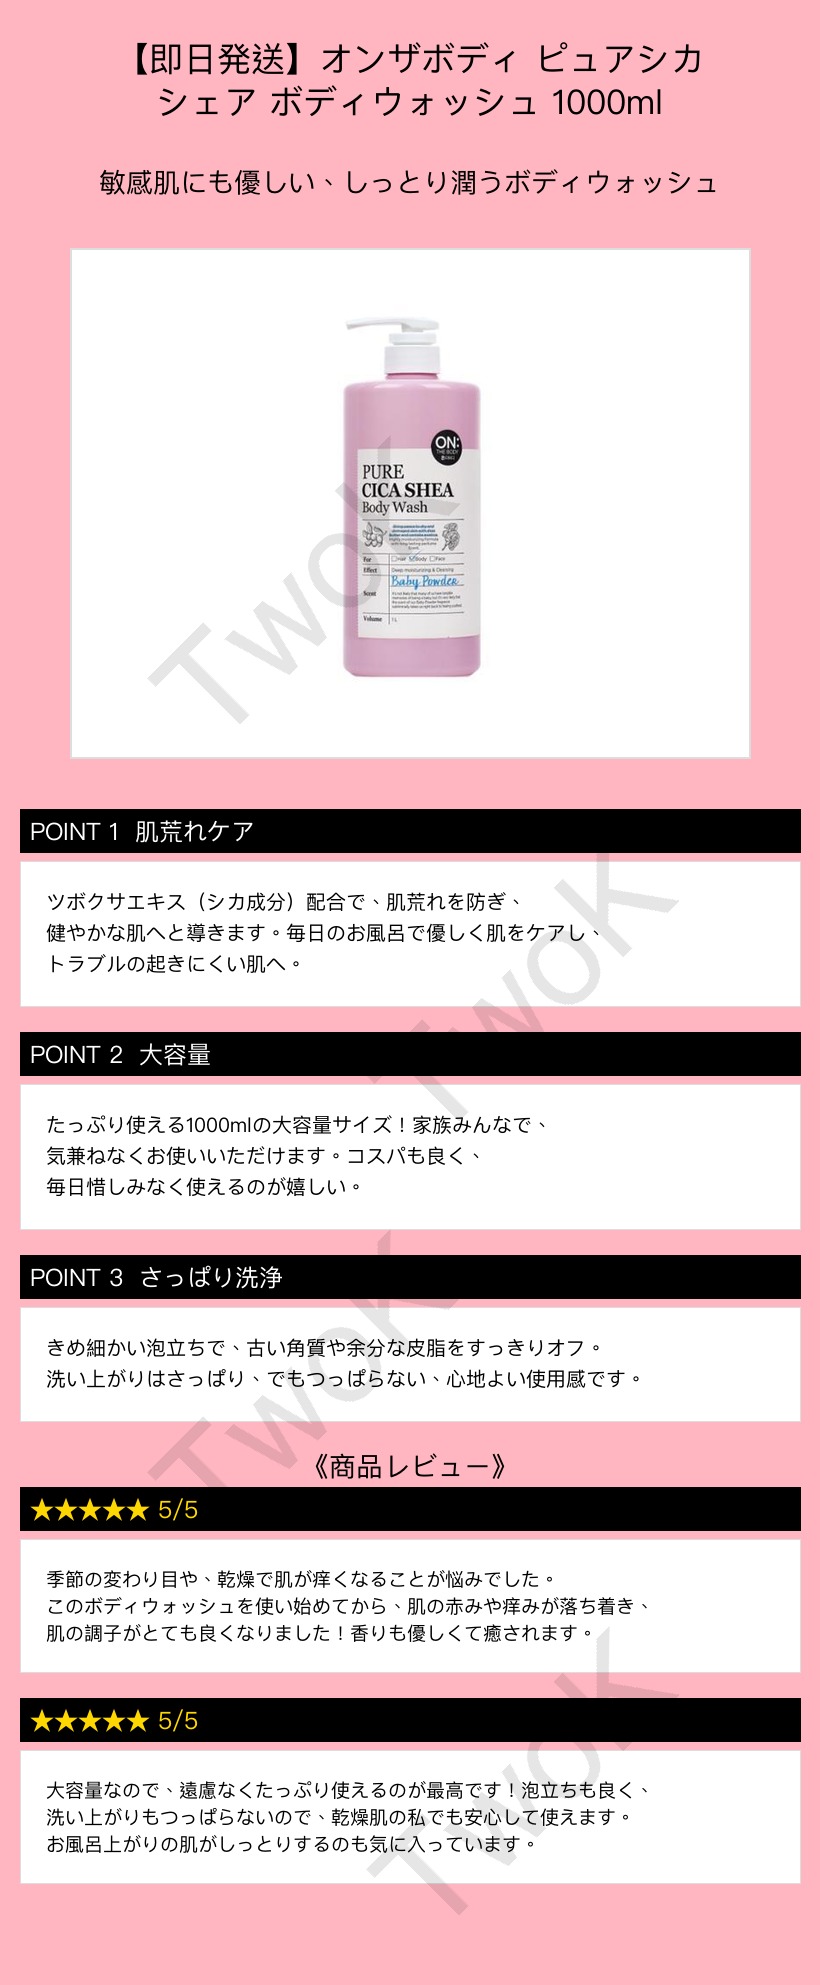 【即日発送】オンザボディ ピュアシカ
シェア ボディウォッシュ 1000ml
敏感肌にも優しい、しっとり潤うボディウォッシュ
ON:
THE BODY
PURE
CICA SHEA
Body Wash
For Hair Body Face
Effect Deep moisturizing & Cleansing
Baby Powder
Scent
Volume 1 L
TwoK
POINT 1 肌荒れケア
ツボクサエキス（シカ成分）配合で、肌荒れを防ぎ、
健やかな肌へと導きます。毎日のお風呂で優しく肌をケアし、
トラブルの起きにくい肌へ。
TwoK
POINT 2 大容量
たっぷり使える1000mlの大容量サイズ！家族みんなで、
気兼ねなくお使いいただけます。コスパも良く、
毎日惜しみなく使えるのが嬉しい。
POINT 3 さっぱり洗浄
きめ細かい泡立ちで、古い角質や余分な皮脂をすっきりオフ。
洗い上がりはさっぱり、でもつっぱらない、心地よい使用感です。
TwoK
《商品レビュー》
★★★★★ 5/5
季節の変わり目や、乾燥で肌が痒くなることが悩みでした。
このボディウォッシュを使い始めてから、肌の赤みや痒みが落ち着き、
肌の調子がとても良くなりました！香りも優しくて癒されます。
★★★★★ 5/5
大容量なので、遠慮なくたっぷり使えるのが最高です！泡立ちも良く、
洗い上がりもつっぱらないので、乾燥肌の私でも安心して使えます。
お風呂上がりの肌がしっとりするのも気に入っています。
TwoK